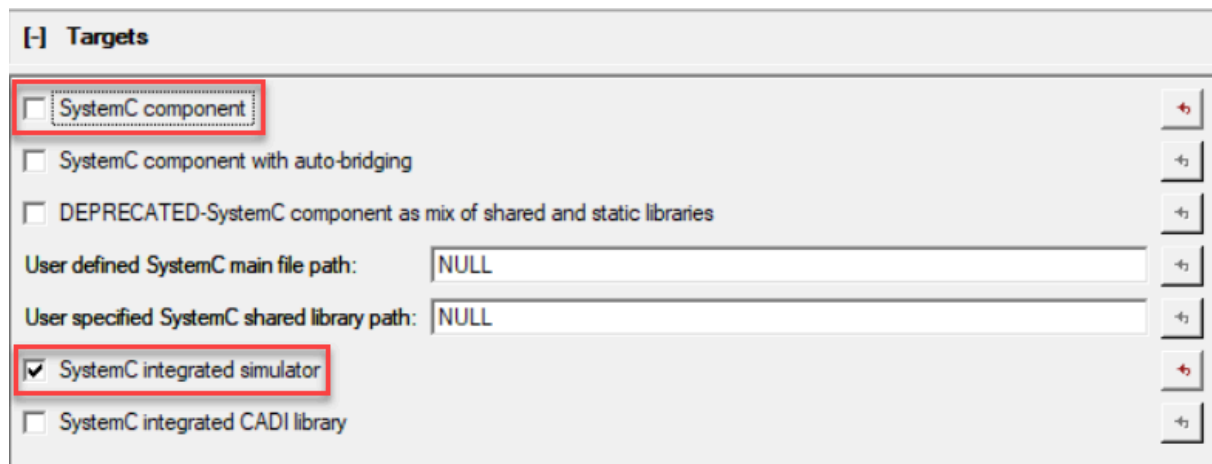 [-] Targets
SystemC component
SystemC component with auto-bridging
DEPRECATED-SystemC component as mix of shared and static libraries
User defined SystemC main file path: NULL
User specified SystemC shared library path: NULL
SystemC integrated simulator
SystemC integrated CADI library